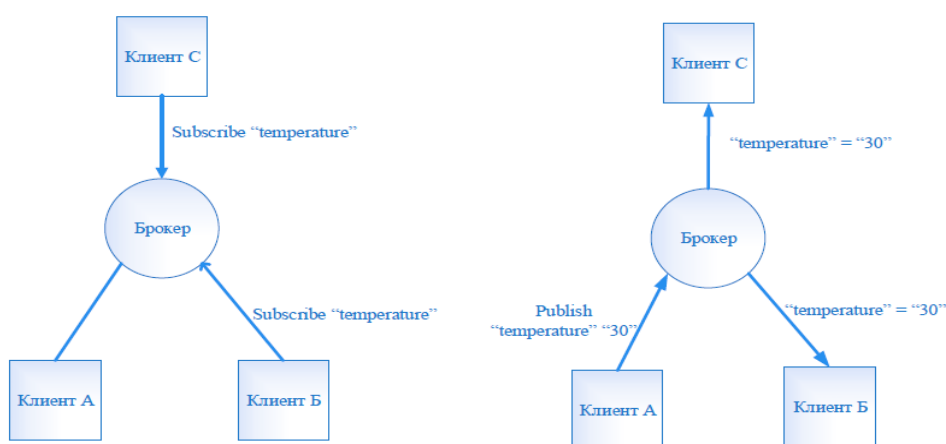 Клиент С
Subscribe “temperature”
Брокер
Subscribe “temperature”
Клиент А
Клиент Б
Клиент С
“temperature” = “30”
Брокер
Publish
“temperature” “30”
“temperature” = “30”
Клиент А
Клиент Б